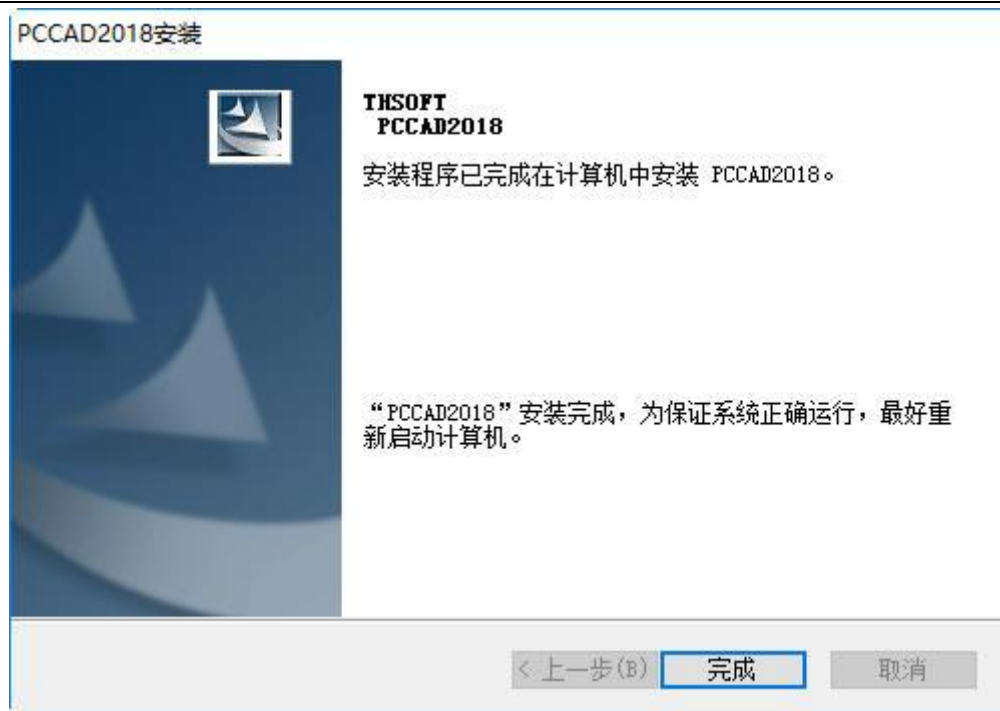 PCCAD2018安装
THSOFT
PCCAD2018
安装程序已完成在计算机中安装 PCCAD2018。
“PCCAD2018”安装完成，为保证系统正确运行，最好重
新启动计算机。
< 上一步(B) 完成 取消